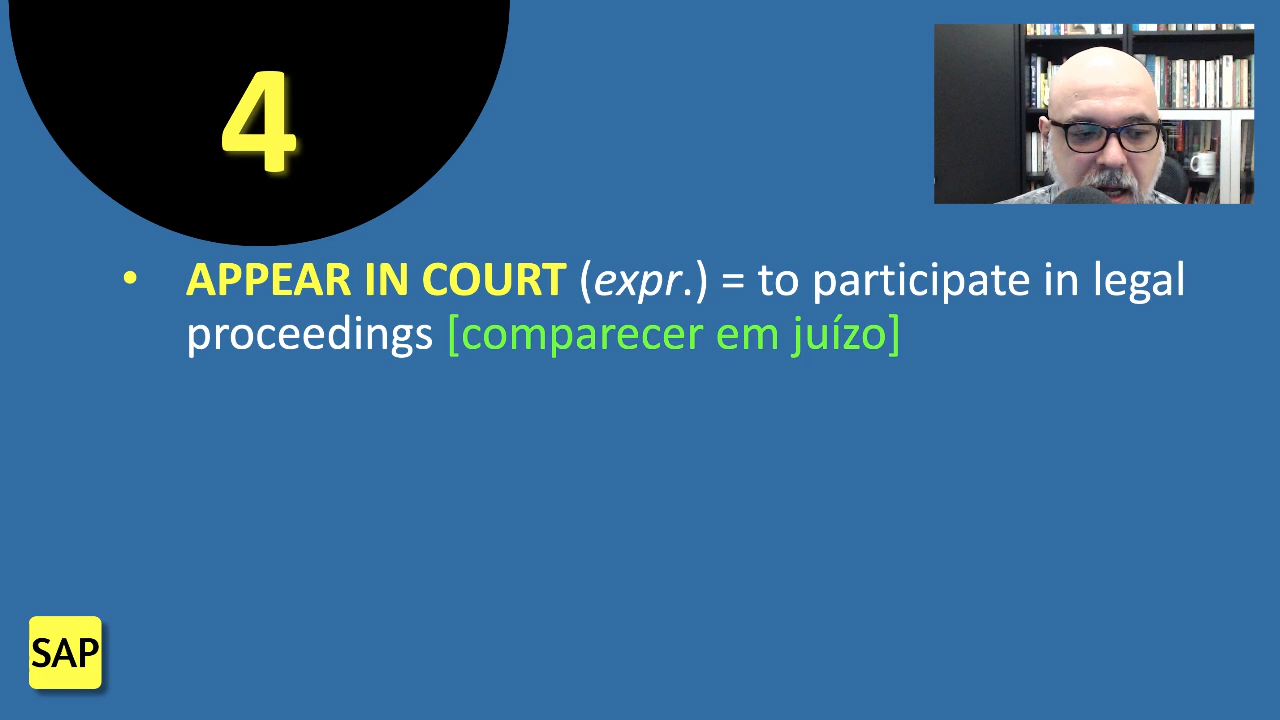 4
• APPEAR IN COURT (expr.) = to participate in legal
proceedings [comparecer em juízo]
SAP